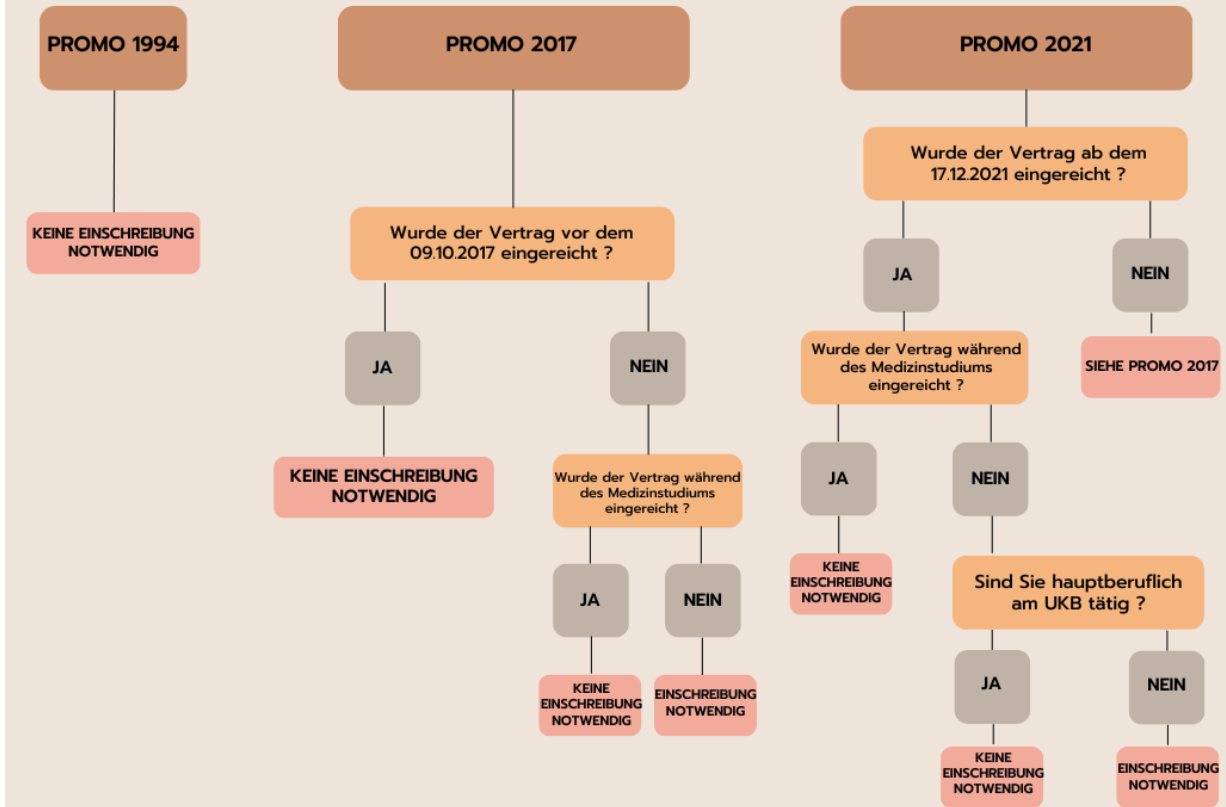 PROMO 1994
KEINE EINSCHREIBUNG
NOTWENDIG
PROMO 2017
Wurde der Vertrag vor dem
09.10.2017 eingereicht ?
JA
NEIN
KEINE EINSCHREIBUNG
NOTWENDIG
Wurde der Vertrag während
des Medizinstudiums
eingereicht ?
JA
NEIN
KEINE
EINSCHREIBUNG
NOTWENDIG
EINSCHREIBUNG
NOTWENDIG
PROMO 2021
Wurde der Vertrag ab dem
17.12.2021 eingereicht ?
JA
NEIN
Wurde der Vertrag während
des Medizinstudiums
eingereicht ?
SIEHE PROMO 2017
JA
NEIN
KEINE
EINSCHREIBUNG
NOTWENDIG
Sind Sie hauptberuflich
am UKB tätig ?
JA
NEIN
KEINE
EINSCHREIBUNG
NOTWENDIG
EINSCHREIBUNG
NOTWENDIG